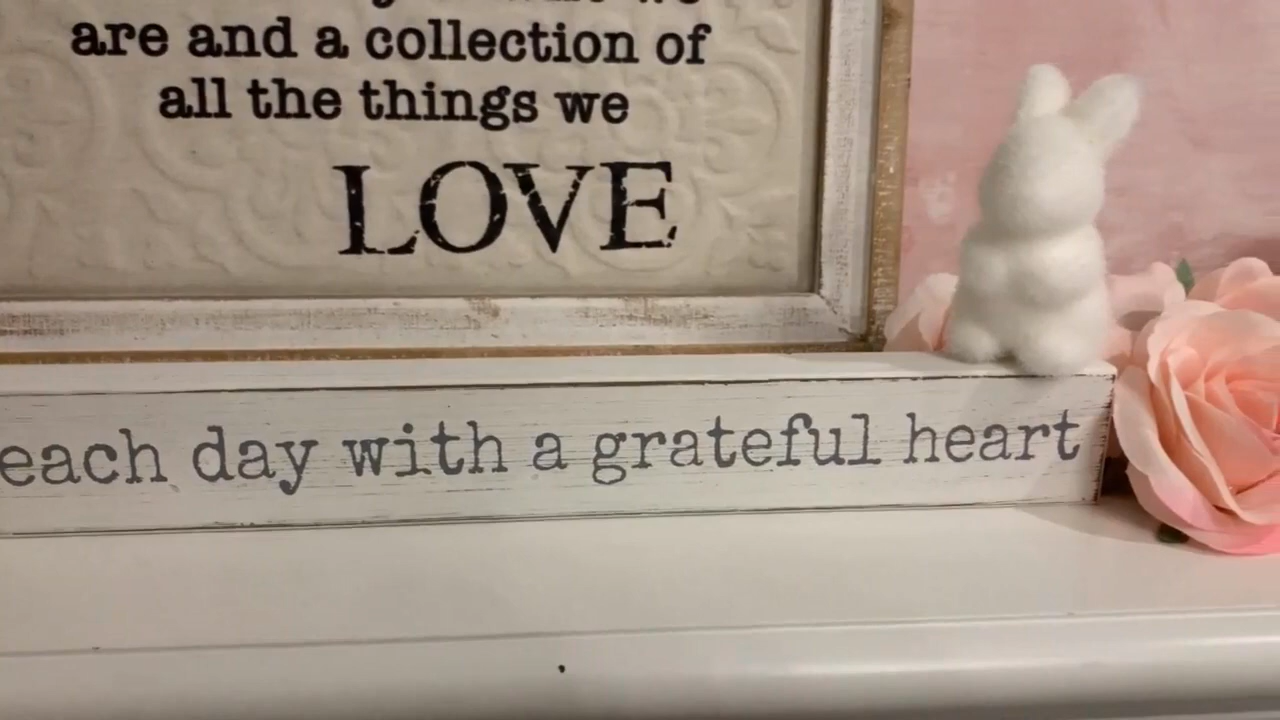 are and a collection of
all the things we
LOVE
each day with a grateful heart